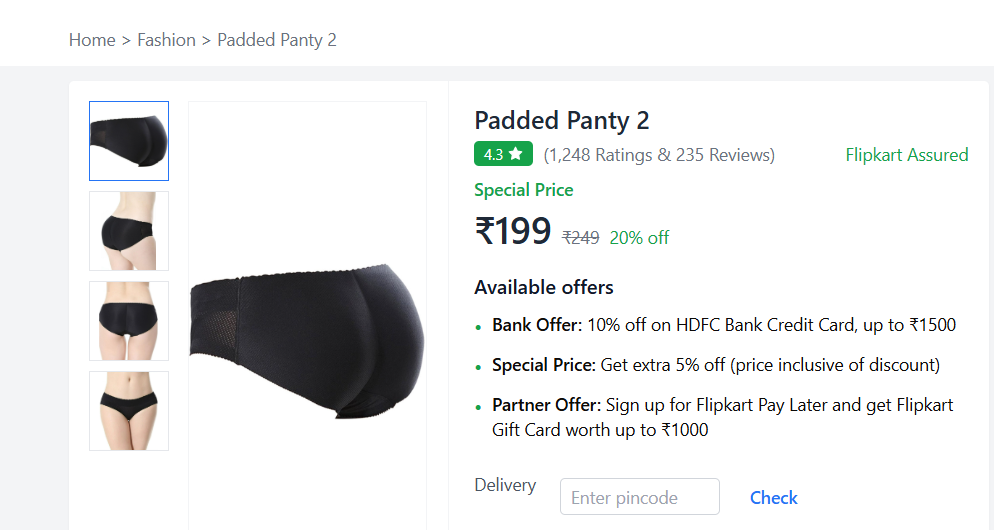 Home > Fashion > Padded Panty 2
Padded Panty 2
4.3 ★ (1,248 Ratings & 235 Reviews) Flipkart Assured
Special Price
₹199 ₹249 20% off
Available offers
• Bank Offer: 10% off on HDFC Bank Credit Card, up to ₹1500
• Special Price: Get extra 5% off (price inclusive of discount)
• Partner Offer: Sign up for Flipkart Pay Later and get Flipkart
Gift Card worth up to ₹1000
Delivery Enter pincode Check